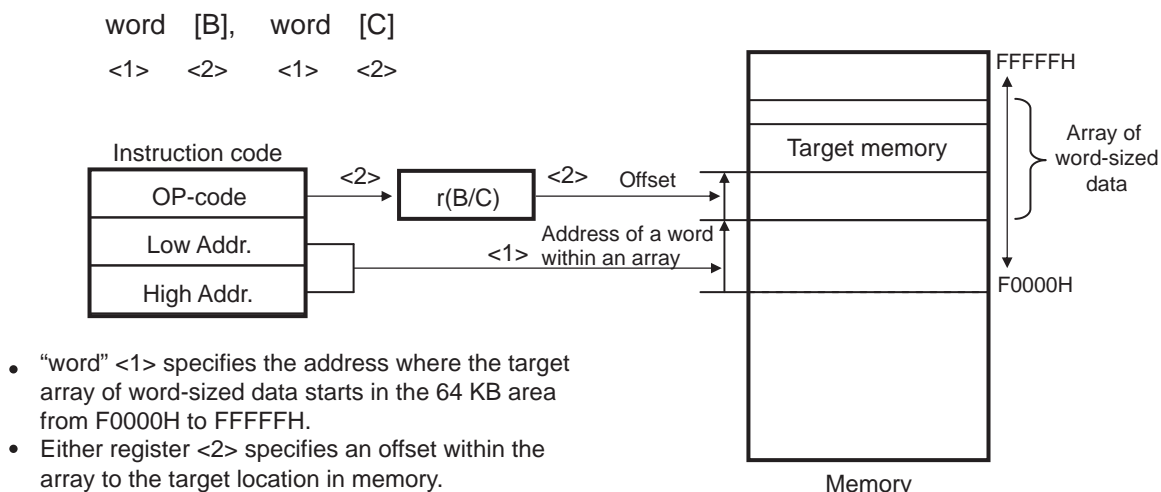 word [B], word [C]
<1> <2> <1> <2>
Instruction code
OP-code
Low Addr.
High Addr.
<2>
r(B/C)
<2>
Offset
<1>
Address of a word
within an array
Target memory
FFFFFH
Array of
word-sized
data
F0000H
Memory
• “word” <1> specifies the address where the target
array of word-sized data starts in the 64 KB area
from F0000H to FFFFFH.
• Either register <2> specifies an offset within the
array to the target location in memory.